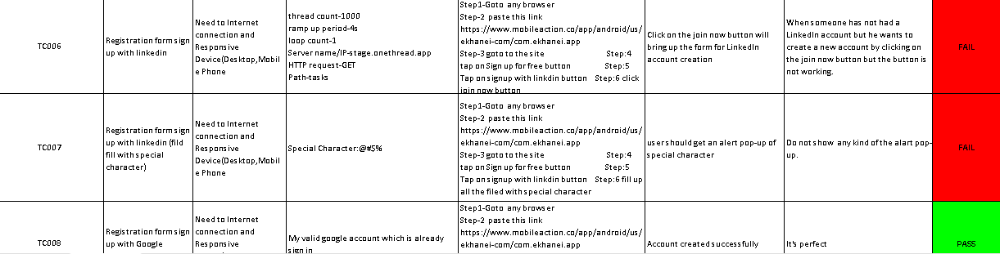 TC006
Registration form sign
up with linkedin
Need to Internet
connection and
Responsive
Device(Desktop,Mobil
e Phone
thread count-1000
ramp up period-4s
loop count-1
Server name/IP-stage.onethread.app
HTTP request-GET
Path-tasks
Step1-Goto any browser
Step-2 paste this link
https://www.mobileaction.co/app/android/us/
ekhanei-com/com.ekhanei.app
Step-3 goto to the site Step:4
tap on Sign up for free button Step:5
Tap on signup with linkdin button Step:6 click
join now button
Click on the join now button will
bring up the form for LinkedIn
account creation
When someone has not had a
LinkedIn account but he wants to
create a new account by clicking on
the join now button but the button is
not working.
FAIL
TC007
Registration form sign
up with linkedin (fild
fill with special
character)
Need to Internet
connection and
Responsive
Device(Desktop,Mobil
e Phone
Special Character:@#5%
Step1-Goto any browser
Step-2 paste this link
https://www.mobileaction.co/app/android/us/
ekhanei-com/com.ekhanei.app
Step-3 goto to the site Step:4
tap on Sign up for free button Step:5
Tap on signup with linkdin button Step:6 fill up
all the filed with special character
user should get an alert pop-up of
special character
Do not show any kind of the alart pop-
up.
FAIL
TC008
Registration form sign
up with Google
Need to Internet
connection and
Responsive
My valid google account which is already
sign in
Step1-Goto any browser
Step-2 paste this link
https://www.mobileaction.co/app/android/us/
ekhanei-com/com.ekhanei.app
Account created successfully
It's perfect
PASS